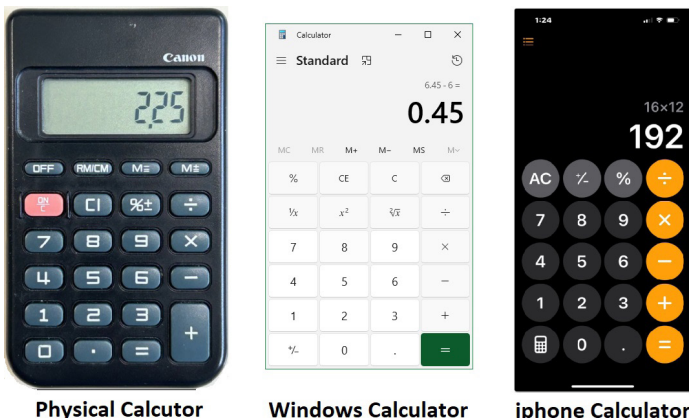 Canon
2.25
OFF RM/CM M= M±
ON/C CI %± ÷
7 8 9 ×
4 5 6 −
1 2 3 +
0 · =
Physical Calcutor
Calculator
Standard
6.45 - 6 =
0.45
MC MR M+ M− MS M
% CE C
¹/x x² ²√x ÷
7 8 9 ×
4 5 6 −
1 2 3 +
+/− 0 . =
Windows Calculator
1:24
16×12
192
AC +/− % ÷
7 8 9 ×
4 5 6 −
1 2 3 +
0 . =
iphone Calculator